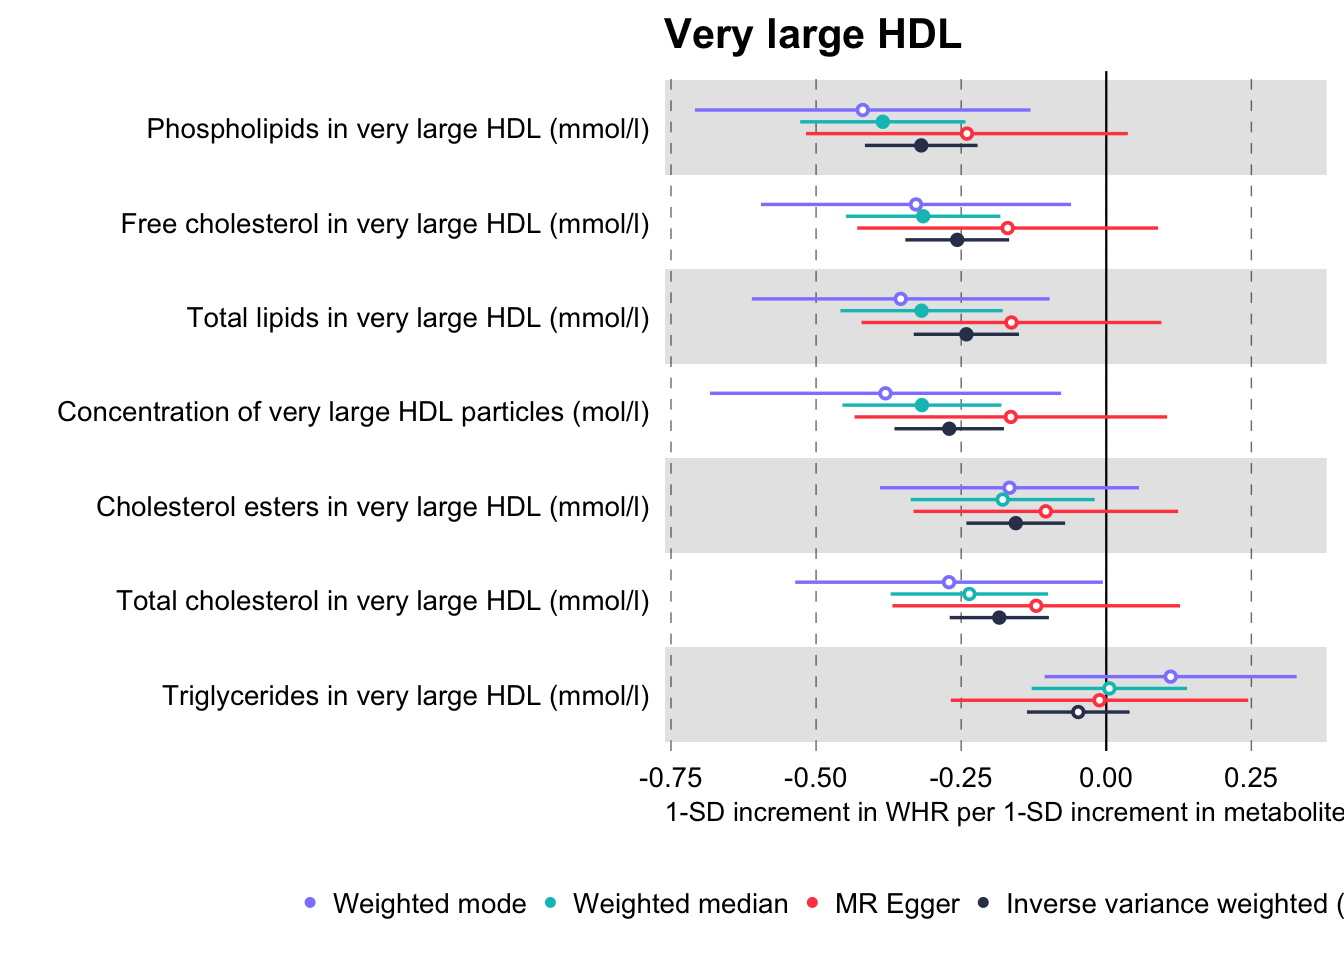 Very large HDL
Phospholipids in very large HDL (mmol/l)
Free cholesterol in very large HDL (mmol/l)
Total lipids in very large HDL (mmol/l)
Concentration of very large HDL particles (mol/l)
Cholesterol esters in very large HDL (mmol/l)
Total cholesterol in very large HDL (mmol/l)
Triglycerides in very large HDL (mmol/l)
-0.75 -0.50 -0.25 0.00 0.25
1-SD increment in WHR per 1-SD increment in metabolite
Weighted mode Weighted median MR Egger Inverse variance weighted (